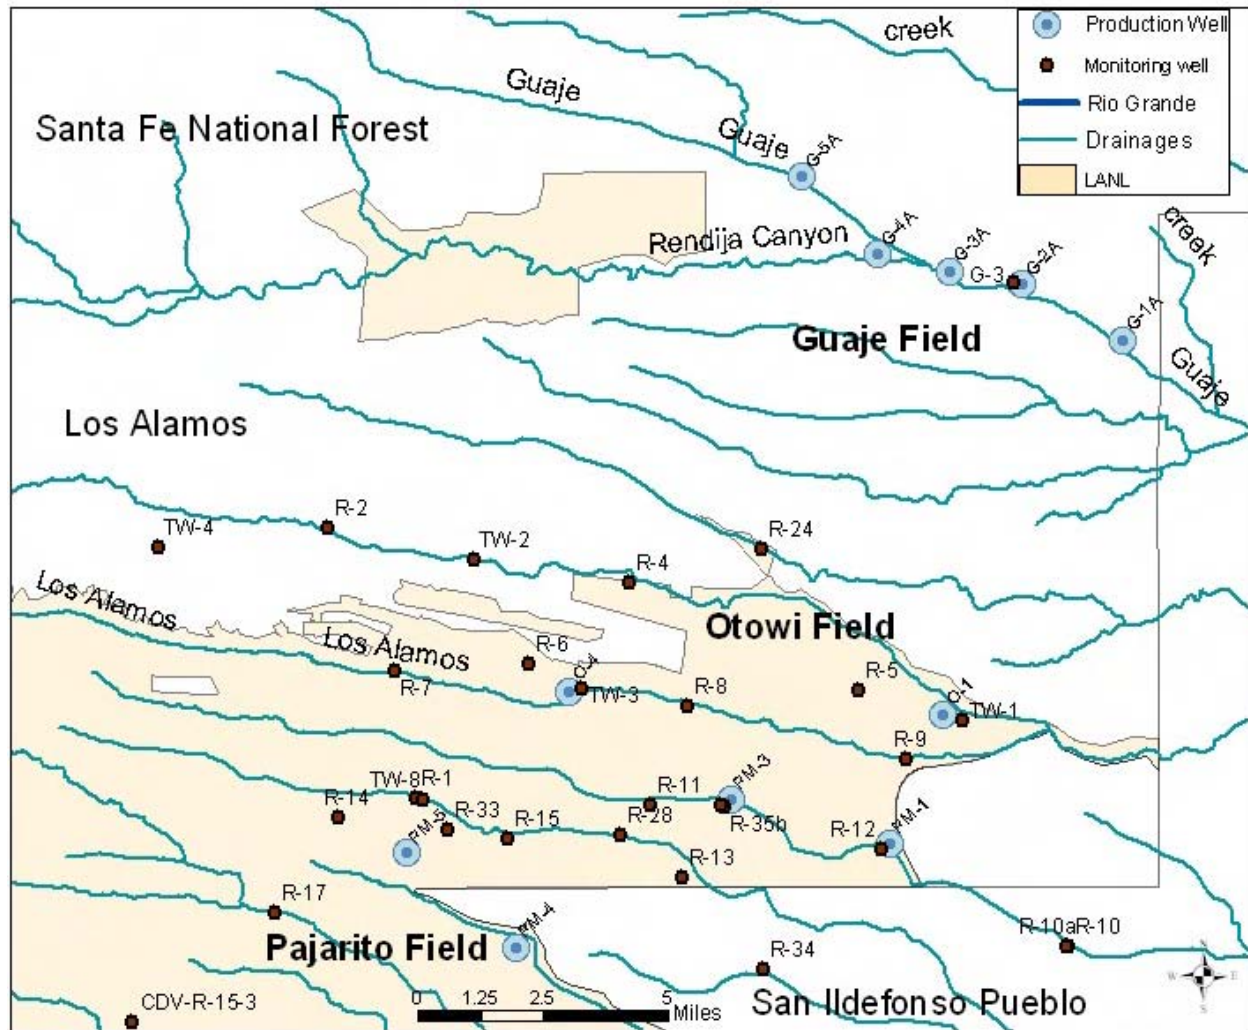 creek
Production Well
Monitoring well
Rio Grande
Drainages
LANL
Guaje
Santa Fe National Forest
Guaje
G-5A
creek
Rendija Canyon
G-4A
G-3A
G-3
G-2A
G-1A
Guaje Field
Guaje
Los Alamos
R-2
TW-4
TW-2
R-24
R-4
Los Alamos
Otowi Field
Los Alamos
R-6
O-4
R-7
TW-3
R-8
R-5
O-1
TW-1
R-9
TW-8
R-1
R-14
R-33
PM-5
R-15
R-11
R-28
PM-3
R-35b
R-12
PM-1
R-13
R-17
PM-4
Pajarito Field
R-34
R-10aR-10
CDV-R-15-3
0 1.25 2.5 5
Miles
San Ildefonso Pueblo
N
W E
S